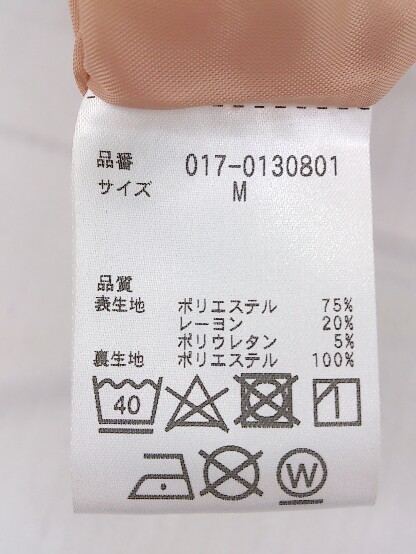 品番 017-0130801
サイズ M
品質
表生地 ポリエステル 75%
レーヨン 20%
ポリウレタン 5%
裏生地 ポリエステル 100%
40
W